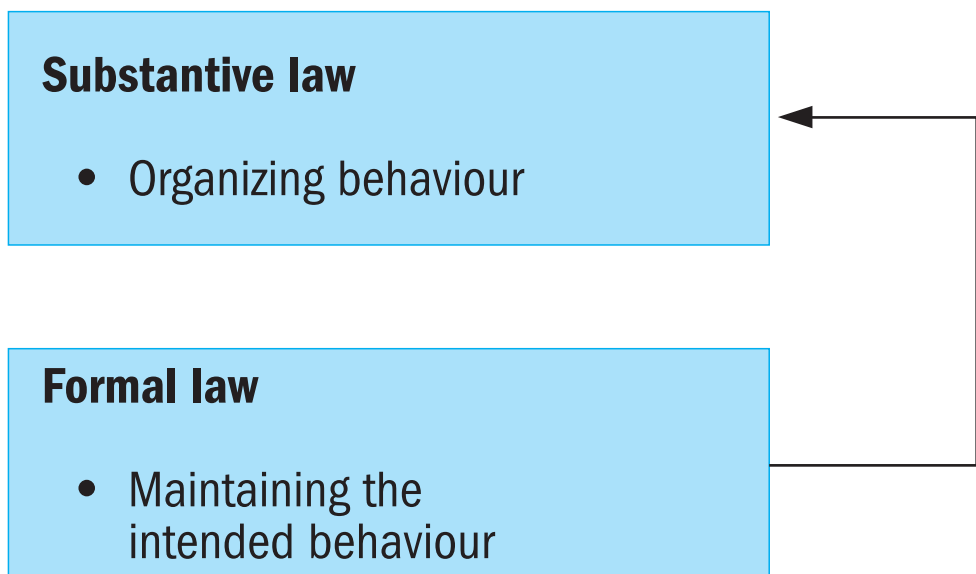 Substantive law
• Organizing behaviour
Formal law
• Maintaining the
intended behaviour